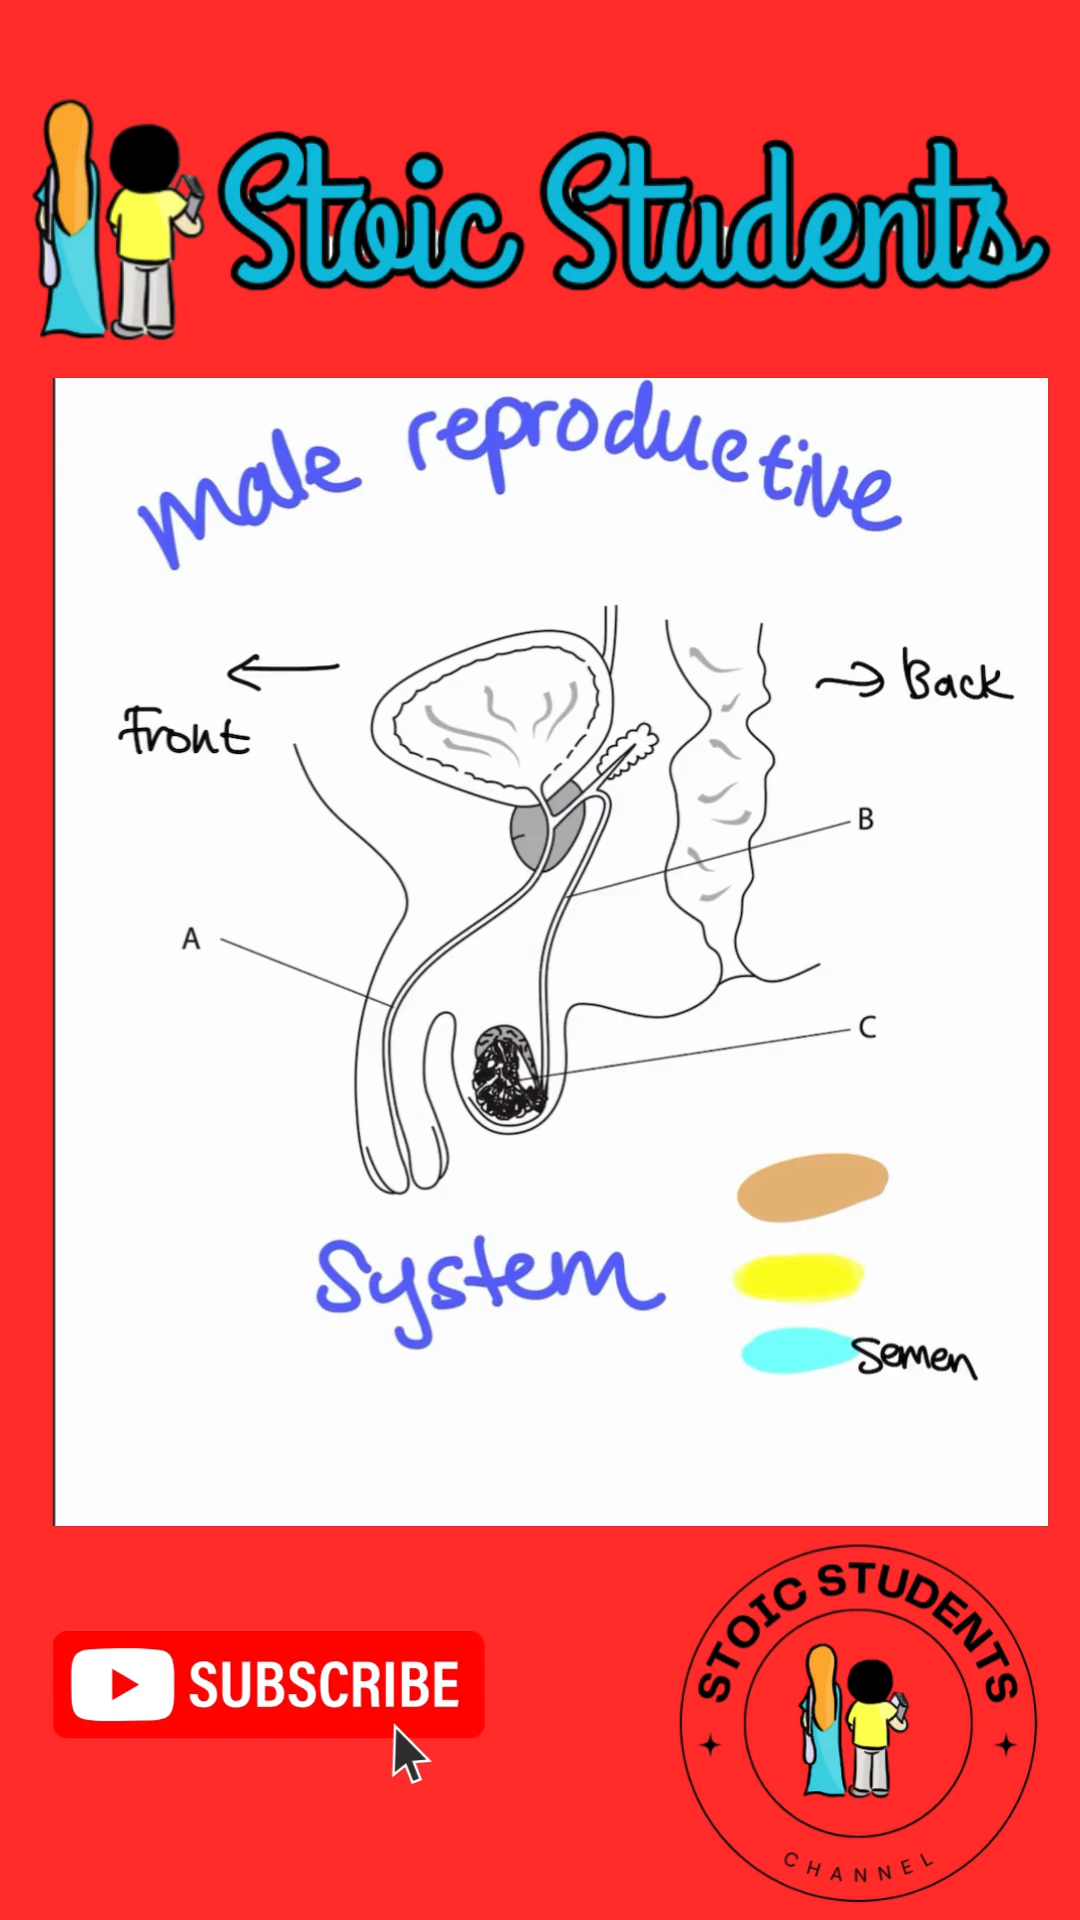 Stoic Students
male reproductive
Front
Back
B
A
C
System
Semen
SUBSCRIBE
STOIC STUDENTS
CHANNEL